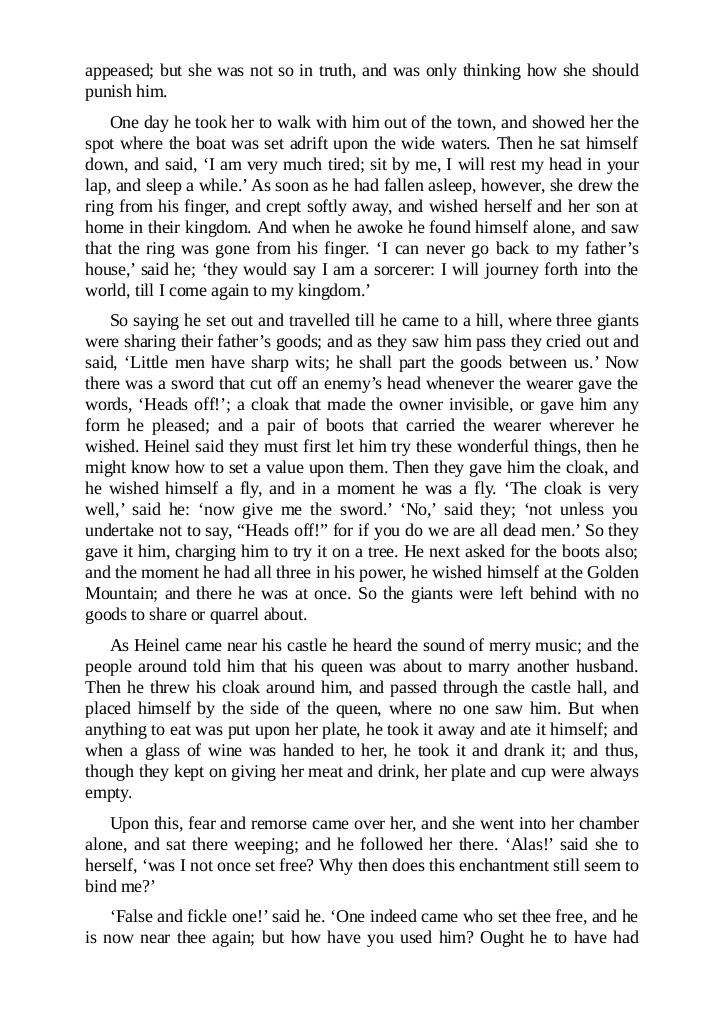 appeased; but she was not so in truth, and was only thinking how she should
punish him.
One day he took her to walk with him out of the town, and showed her the
spot where the boat was set adrift upon the wide waters. Then he sat himself
down, and said, ‘I am very much tired; sit by me, I will rest my head in your
lap, and sleep a while.’ As soon as he had fallen asleep, however, she drew the
ring from his finger, and crept softly away, and wished herself and her son at
home in their kingdom. And when he awoke he found himself alone, and saw
that the ring was gone from his finger. ‘I can never go back to my father’s
house,’ said he; ‘they would say I am a sorcerer: I will journey forth into the
world, till I come again to my kingdom.’
So saying he set out and travelled till he came to a hill, where three giants
were sharing their father’s goods; and as they saw him pass they cried out and
said, ‘Little men have sharp wits; he shall part the goods between us.’ Now
there was a sword that cut off an enemy’s head whenever the wearer gave the
words, ‘Heads off!’; a cloak that made the owner invisible, or gave him any
form he pleased; and a pair of boots that carried the wearer wherever he
wished. Heinel said they must first let him try these wonderful things, then he
might know how to set a value upon them. Then they gave him the cloak, and
he wished himself a fly, and in a moment he was a fly. ‘The cloak is very
well,’ said he: ‘now give me the sword.’ ‘No,’ said they; ‘not unless you
undertake not to say, “Heads off!” for if you do we are all dead men.’ So they
gave it him, charging him to try it on a tree. He next asked for the boots also;
and the moment he had all three in his power, he wished himself at the Golden
Mountain; and there he was at once. So the giants were left behind with no
goods to share or quarrel about.
As Heinel came near his castle he heard the sound of merry music; and the
people around told him that his queen was about to marry another husband.
Then he threw his cloak around him, and passed through the castle hall, and
placed himself by the side of the queen, where no one saw him. But when
anything to eat was put upon her plate, he took it away and ate it himself; and
when a glass of wine was handed to her, he took it and drank it; and thus,
though they kept on giving her meat and drink, her plate and cup were always
empty.
Upon this, fear and remorse came over her, and she went into her chamber
alone, and sat there weeping; and he followed her there. ‘Alas!’ said she to
herself, ‘was I not once set free? Why then does this enchantment still seem to
bind me?’
‘False and fickle one!’ said he. ‘One indeed came who set thee free, and he
is now near thee again; but how have you used him? Ought he to have had